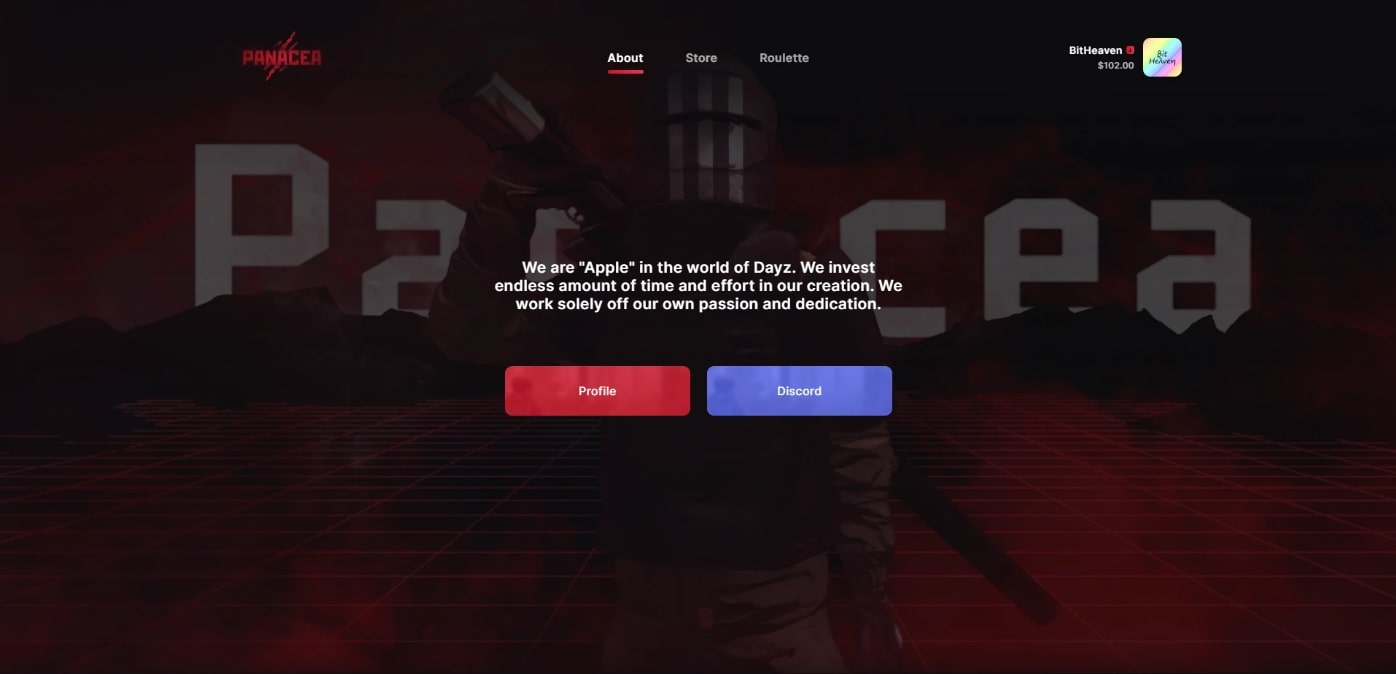 PANACEA
About
Store
Roulette
BitHeaven
$102.00
Bit
Heaven
Pa cea
We are "Apple" in the world of Dayz. We invest
endless amount of time and effort in our creation. We
work solely off our own passion and dedication.
Profile
Discord